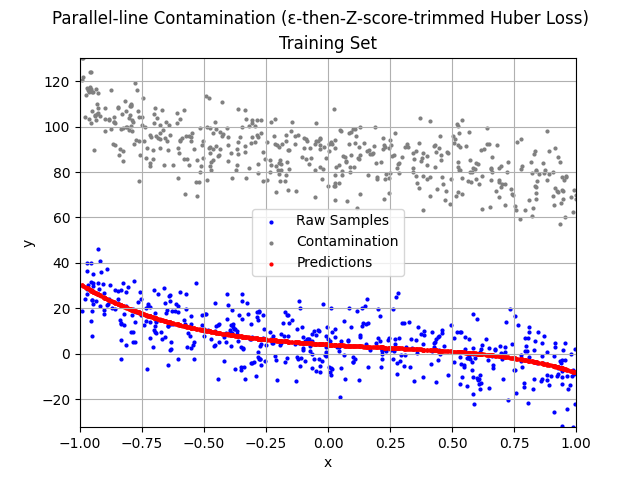 Parallel-line Contamination (ε-then-Z-score-trimmed Huber Loss)
Training Set
120
100
80
60
40
20
0
−20
y
Raw Samples
Contamination
Predictions
−1.00 −0.75 −0.50 −0.25 0.00 0.25 0.50 0.75 1.00
x